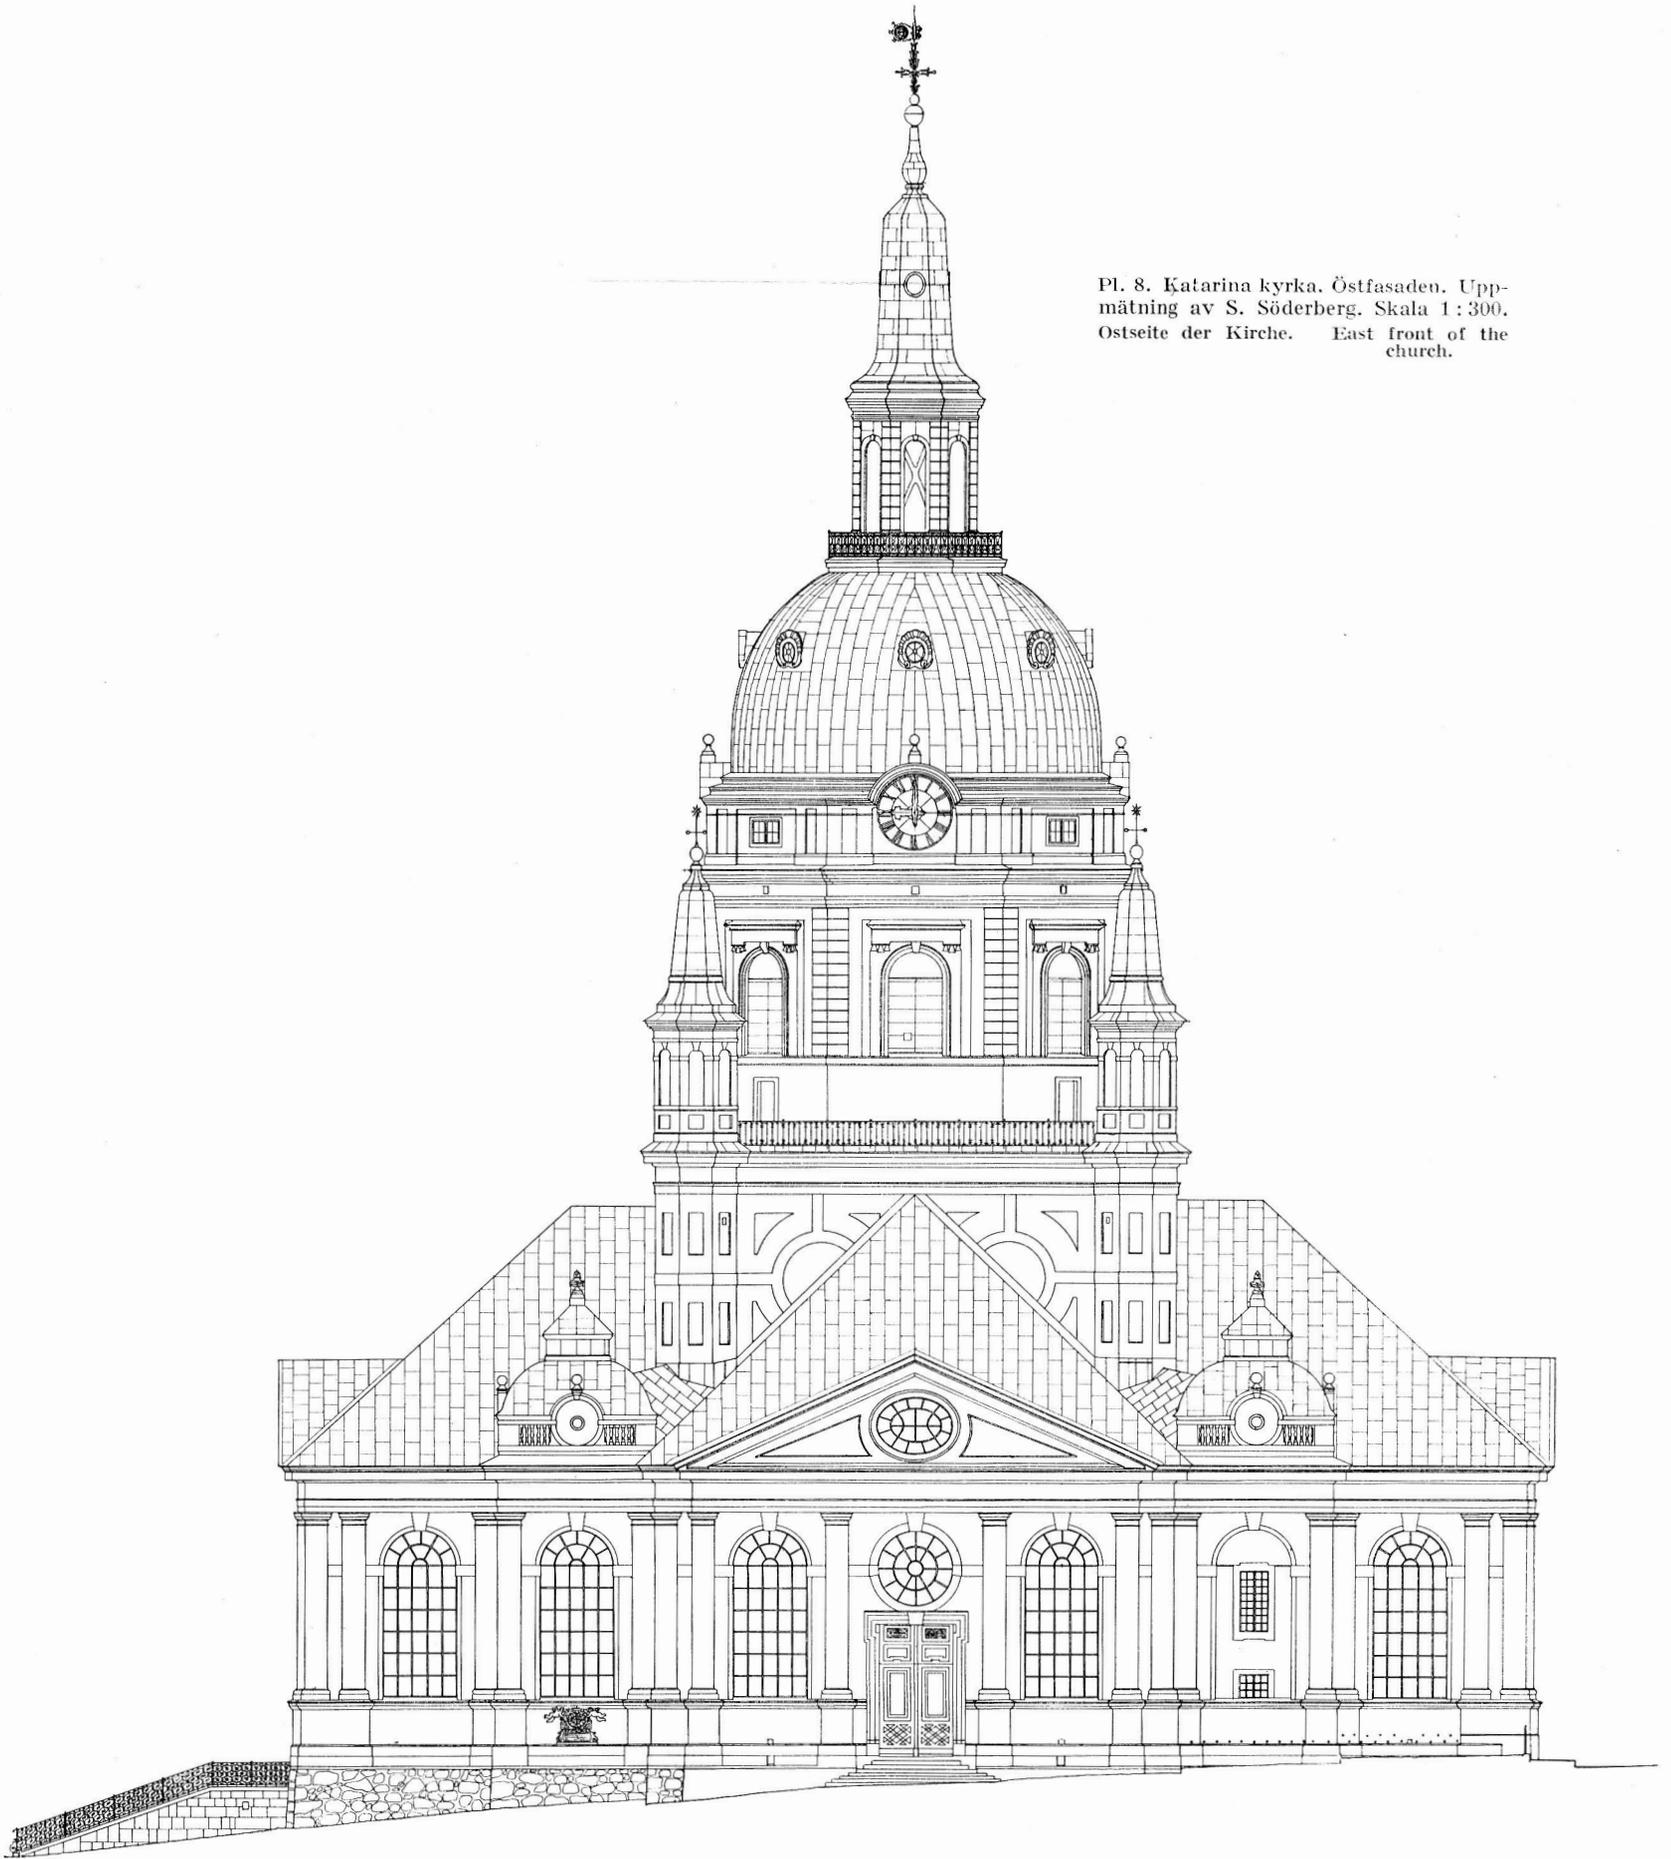 Pl. 8. Katarina kyrka. Östfasaden. Upp-
mätning av S. Söderberg. Skala 1 : 300.
Ostseite der Kirche. East front of the
church.